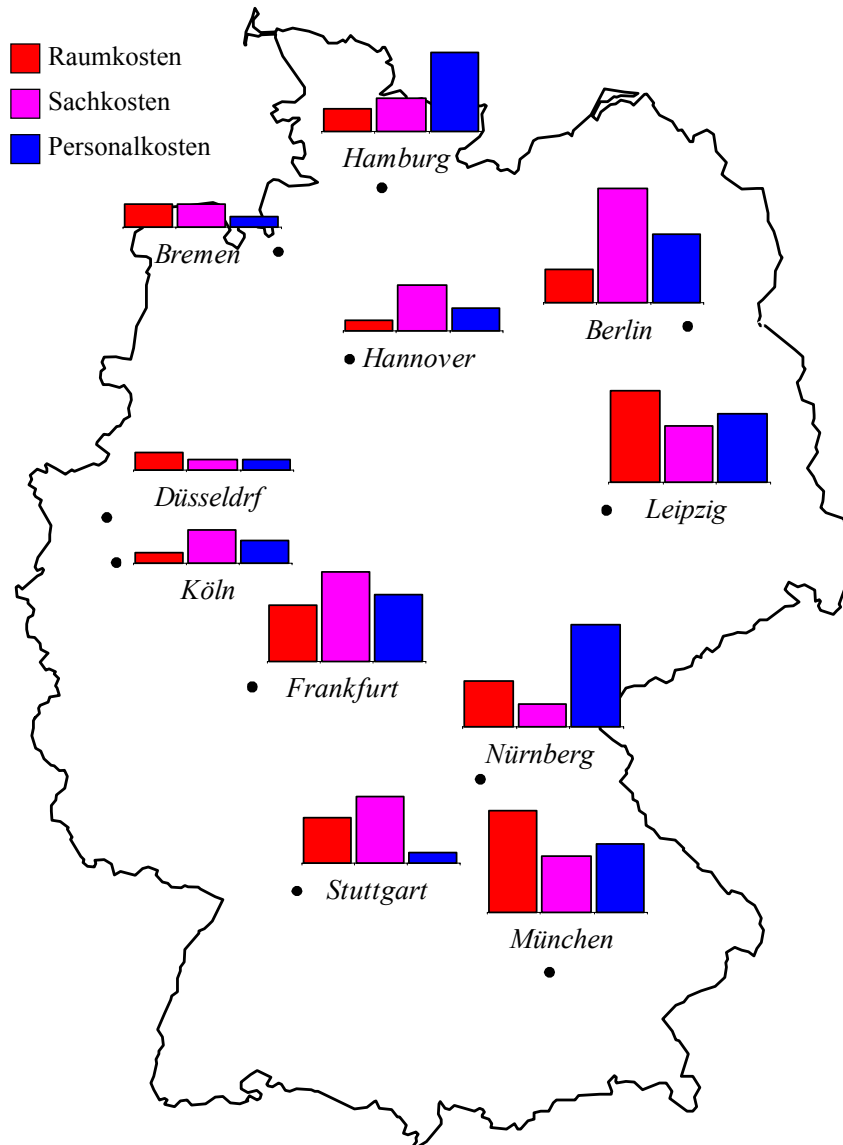 Raumkosten
Sachkosten
Personalkosten
Hamburg
Bremen
Berlin
Hannover
Düsseldrf
Leipzig
Köln
Frankfurt
Nürnberg
Stuttgart
München